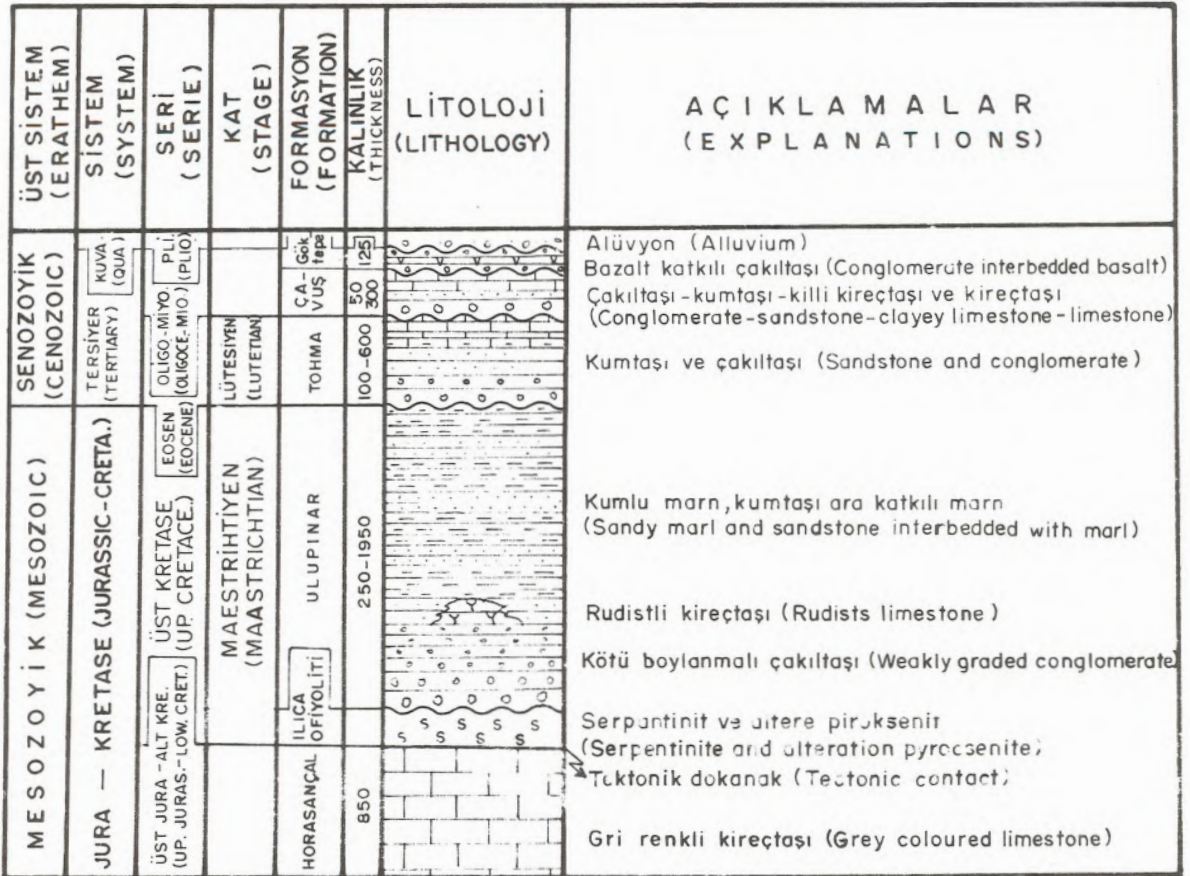 ÜST SİSTEM
(ERATHEM)
SİSTEM
(SYSTEM)
SERİ
(SERIE)
KAT
(STAGE)
FORMASYON
(FORMATION)
KALINLIK
(THICKNESS)
LİTOLOJİ
(LITHOLOGY)
AÇIKLAMALAR
(EXPLANATIONS)
SENOZOYİK
(CENOZOIC)
KUVA.
(QUA)
PLİ.
(PLIO)
Gök-
tepe
125
Alüvyon (Alluvium)
Bazalt katkılı çakıltaşı (Conglomerate interbedded basalt)
TERSİYER
(TERTIARY)
OLİGO.-MİYO.
(OLIGOCE.-MIO.)
ÇA-
VUŞ
50
300
Çakıltaşı-kumtaşı-killi kireçtaşı ve kireçtaşı
(Conglomerate-sandstone-clayey limestone-limestone)
LÜTESİYEN
(LUTETIAN)
TOHMA
100-600
Kumtaşı ve çakıltaşı (Sandstone and conglomerate)
MESOZOYİK (MESOZOIC)
JURA — KRETASE (JURASSIC-CRETA.)
EOSEN
(EOCENE)
ÜST KRETASE
(UP. CRETACE.)
MAESTRİHTİYEN
(MAASTRICHTIAN)
ULUPINAR
250-1950
Kumlu marn, kumtaşı ara katkılı marn
(Sandy marl and sandstone interbedded with marl)
Rudistli kireçtaşı (Rudists limestone)
Kötü boylanmalı çakıltaşı (Weakly graded conglomerate)
ÜST JURA-ALT KRE.
(UP. JURAS.-LOW. CRET.)
ILICA
OFİYOLİTİ
S S S S S
S S S S
Serpantinit ve altere piroksenit
(Serpentinite and alteration pyrocsenite)
Tektonik dokanak (Tectonic contact)
HORASANÇAL
850
Gri renkli kireçtaşı (Grey coloured limestone)